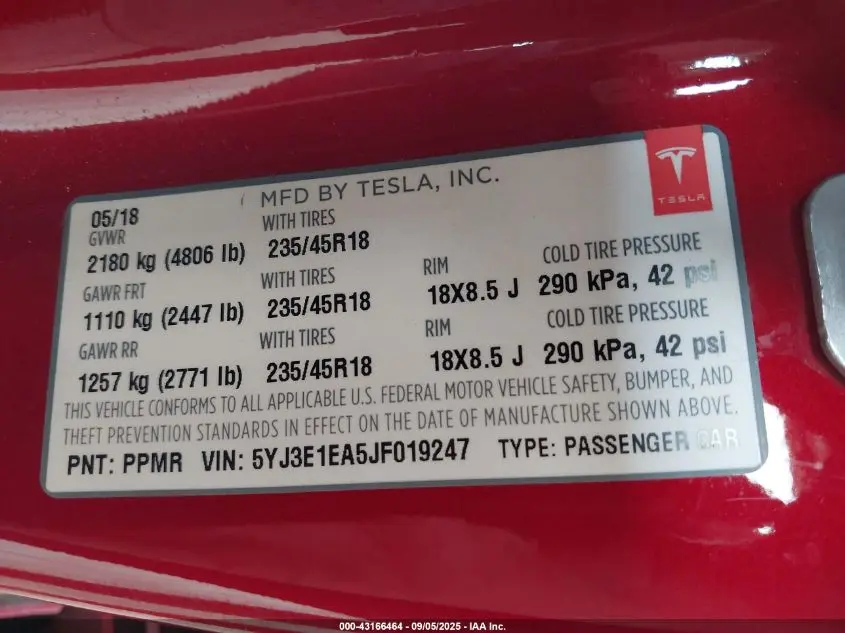 MFD BY TESLA, INC.
TESLA
05/18
GVWR WITH TIRES
2180 kg (4806 lb) 235/45R18
GAWR FRT WITH TIRES RIM COLD TIRE PRESSURE
1110 kg (2447 lb) 235/45R18 18X8.5 J 290 kPa, 42 psi
GAWR RR WITH TIRES RIM COLD TIRE PRESSURE
1257 kg (2771 lb) 235/45R18 18X8.5 J 290 kPa, 42 psi
THIS VEHICLE CONFORMS TO ALL APPLICABLE U.S. FEDERAL MOTOR VEHICLE SAFETY, BUMPER, AND
THEFT PREVENTION STANDARDS IN EFFECT ON THE DATE OF MANUFACTURE SHOWN ABOVE.
PNT: PPMR VIN: 5YJ3E1EA5JF019247 TYPE: PASSENGER CAR
000-43166464 - 09/05/2025 - IAA Inc.